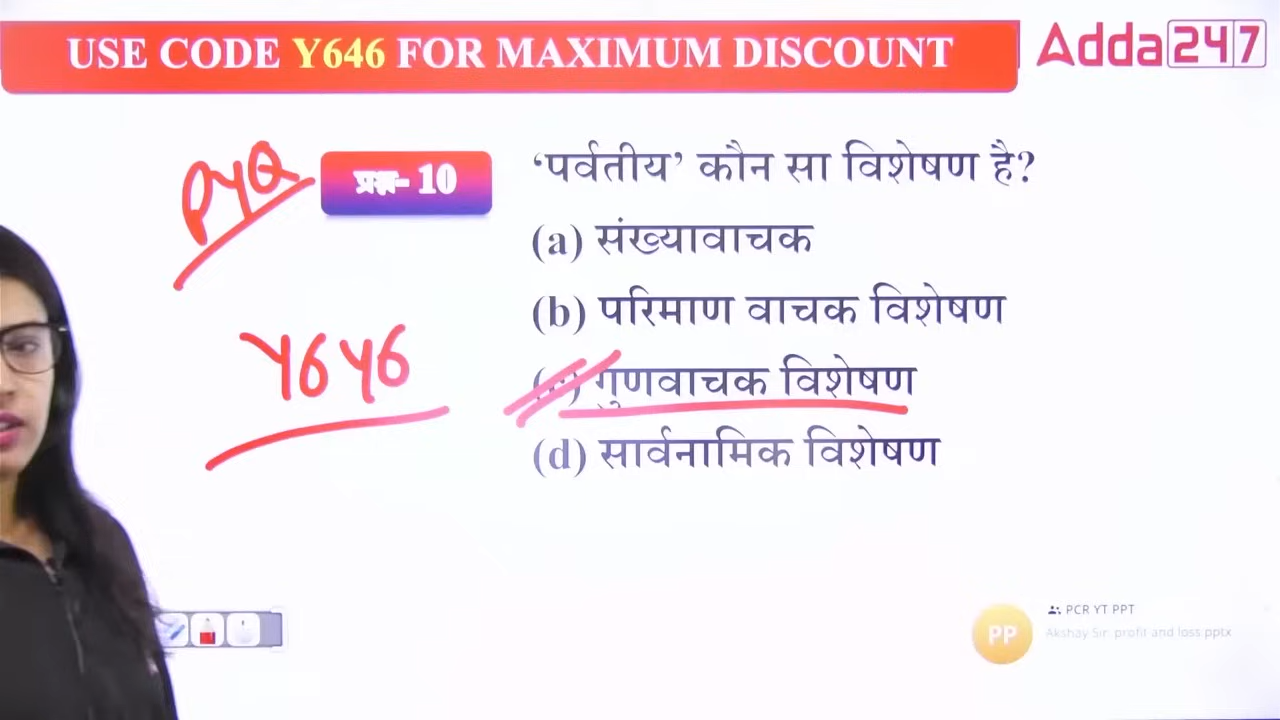 USE CODE Y646 FOR MAXIMUM DISCOUNT
Adda247
PYQ
प्रश्न- 10
‘पर्वतीय’ कौन सा विशेषण है?
(a) संख्यावाचक
(b) परिमाण वाचक विशेषण
(c) गुणवाचक विशेषण
(d) सार्वनामिक विशेषण
Y6Y6
PP
PCR YT PPT
Akshay Sir profit and loss.pptx